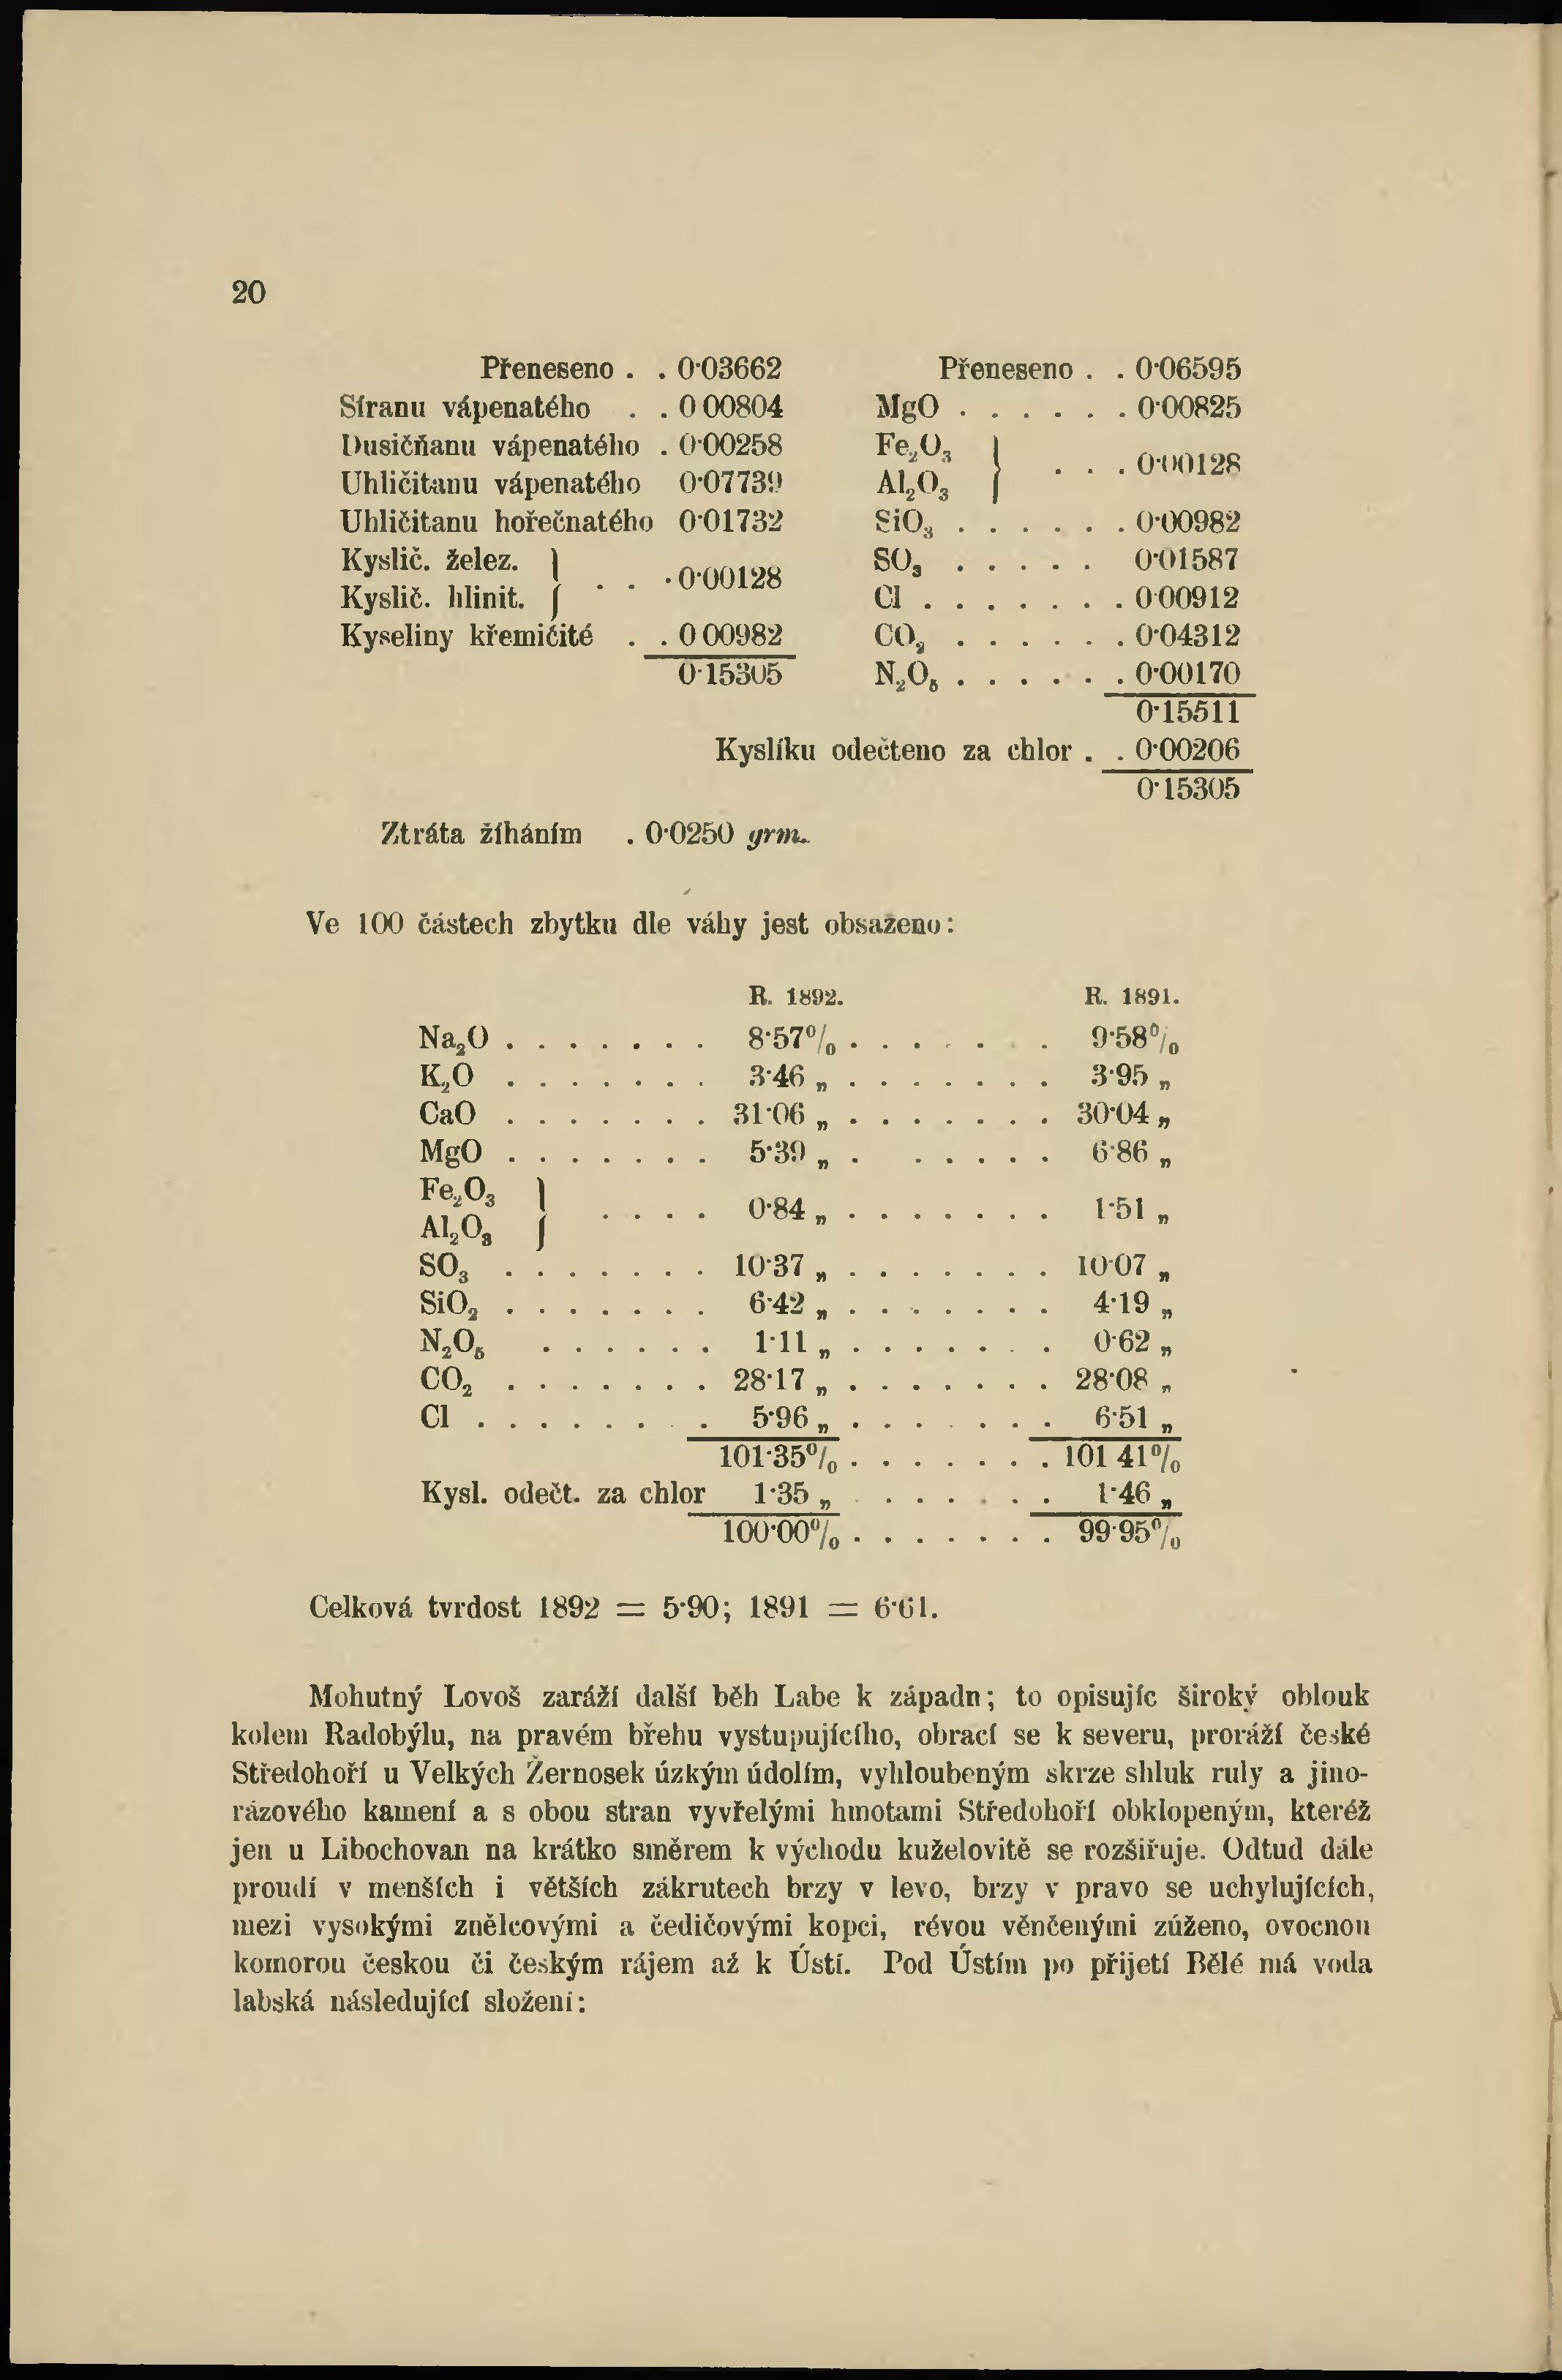 20
Přeneseno . . 0·03662
Síranu vápenatého . . 0 00804
Dusičňanu vápenatého . 0·00258
Uhličitanu vápenatého 0·07739
Uhličitanu hořečnatého 0·01732
Kyslič. želez. }
Kyslič. hlinit. } . . . 0·00128
Kyseliny křemičité . . 0 00982
0·15305
Přeneseno . . 0·06595
MgO . . . . . . 0·00825
Fe₂O₃ }
Al₂O₃ } . . . 0·00128
SiO₃ . . . . . . 0·00982
SO₃ . . . . . 0·01587
Cl . . . . . . . 0 00912
CO₂ . . . . . . 0·04312
N₂O₅ . . . . . . 0·00170
0·15511
Kyslíku odečteno za chlor . . 0·00206
0·15305
Ztráta žíháním . 0·0250 grm.
Ve 100 částech zbytku dle váhy jest obsaženo:
R. 1892. R. 1891.
Na₂O . . . . . . . 8·57% . . . . . . . 9·58%
K₂O . . . . . . . 3·46 „ . . . . . . . 3·95 „
CaO . . . . . . . 31·06 „ . . . . . . . 30·04 „
MgO . . . . . . . 5·39 „ . . . . . . 6·86 „
Fe₂O₃ }
Al₂O₃ } . . . . 0·84 „ . . . . . . . 1·51 „
SO₃ . . . . . . . 10·37 „ . . . . . . . 10·07 „
SiO₂ . . . . . . . 6·42 „ . . . . . . . 4·19 „
N₂O₅ . . . . . . 1·11 „ . . . . . . . 0·62 „
CO₂ . . . . . . . 28·17 „ . . . . . . . 28·08 „
Cl . . . . . . . . 5·96 „ . . . . . . . 6·51 „
101·35% . . . . . . . 101 41%
Kysl. odečt. za chlor 1·35 „ . . . . . . . 1·46 „
100·00% . . . . . . . 99·95%
Celková tvrdost 1892 = 5·90; 1891 = 6·61.
Mohutný Lovoš zaráží další běh Labe k západu; to opisujíc široký oblouk
kolem Radobýlu, na pravém břehu vystupujícího, obrací se k severu, proráží české
Středohoří u Velkých Žernosek úzkým údolím, vyhloubeným skrze shluk ruly a jino-
rázového kamení a s obou stran vyvřelými hmotami Středohoří obklopeným, kteréž
jen u Libochovan na krátko směrem k východu kuželovitě se rozšiřuje. Odtud dále
proudí v menších i větších zákrutech brzy v levo, brzy v pravo se uchylujících,
mezi vysokými znělcovými a čedičovými kopci, révou věnčenými zúženo, ovocnou
komorou českou či českým rájem až k Ústí. Pod Ústím po přijetí Bělé má voda
labská následující složení: